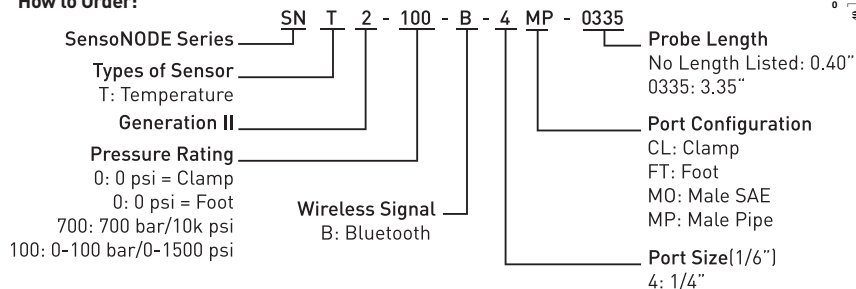 How to Order?
SN T 2 - 100 - B - 4 MP - 0335
SensoNODE Series
Types of Sensor
T: Temperature
Generation II
Pressure Rating
0: 0 psi = Clamp
0: 0 psi = Foot
700: 700 bar/10k psi
100: 0-100 bar/0-1500 psi
Wireless Signal
B: Bluetooth
Probe Length
No Length Listed: 0.40"
0335: 3.35"
Port Configuration
CL: Clamp
FT: Foot
MO: Male SAE
MP: Male Pipe
Port Size(1/6")
4: 1/4"
0